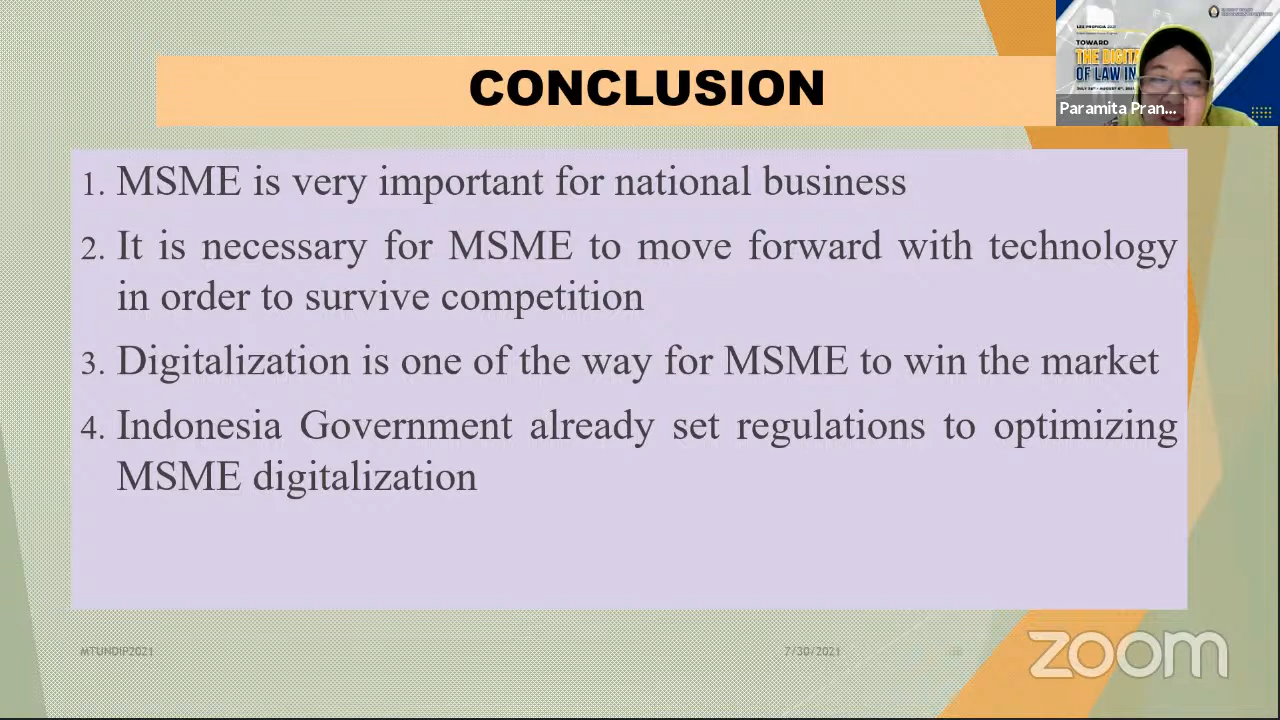 CONCLUSION
1. MSME is very important for national business
2. It is necessary for MSME to move forward with technology
in order to survive competition
3. Digitalization is one of the way for MSME to win the market
4. Indonesia Government already set regulations to optimizing
MSME digitalization
MTUNDIP2021
7/30/2021
zoom
TOWARD
THE DIGITA
OF LAW IN
Paramita Pran...